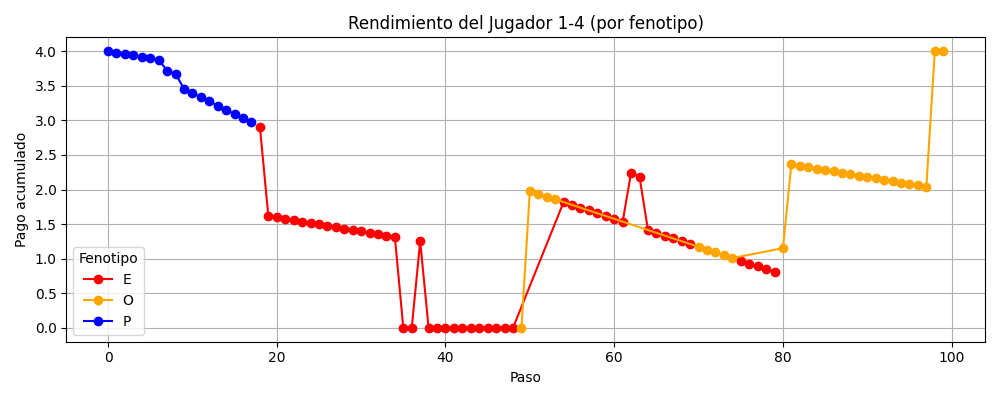 Rendimiento del Jugador 1-4 (por fenotipo)
Pago acumulado
4.0
3.5
3.0
2.5
2.0
1.5
1.0
0.5
0.0
Fenotipo
E
O
P
0
20
40
60
80
100
Paso